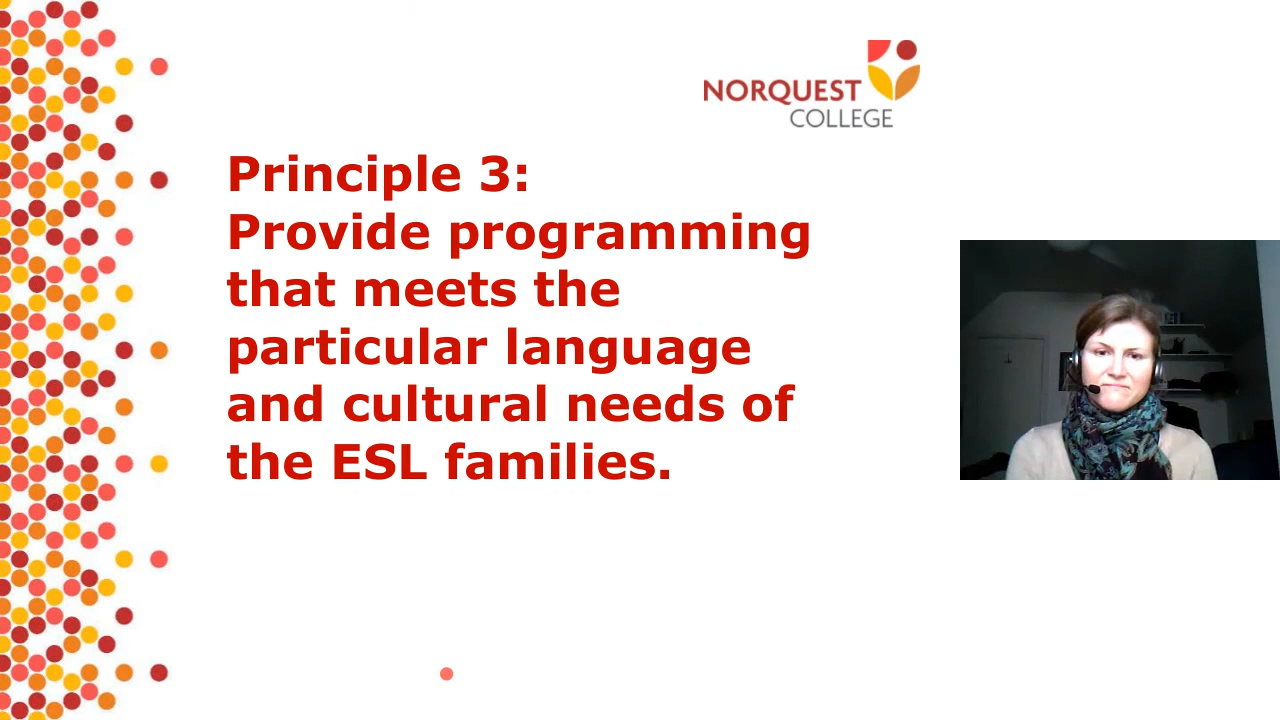 NORQUEST
COLLEGE
Principle 3:
Provide programming
that meets the
particular language
and cultural needs of
the ESL families.